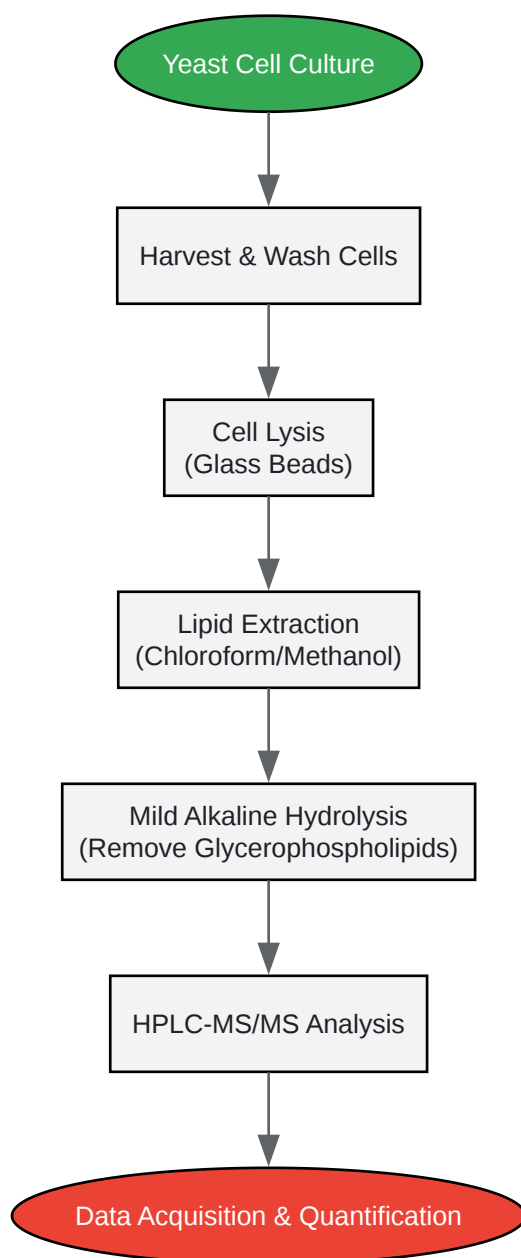 Yeast Cell Culture
Harvest & Wash Cells
Cell Lysis
(Glass Beads)
Lipid Extraction
(Chloroform/Methanol)
Mild Alkaline Hydrolysis
(Remove Glycerophospholipids)
HPLC-MS/MS Analysis
Data Acquisition & Quantification